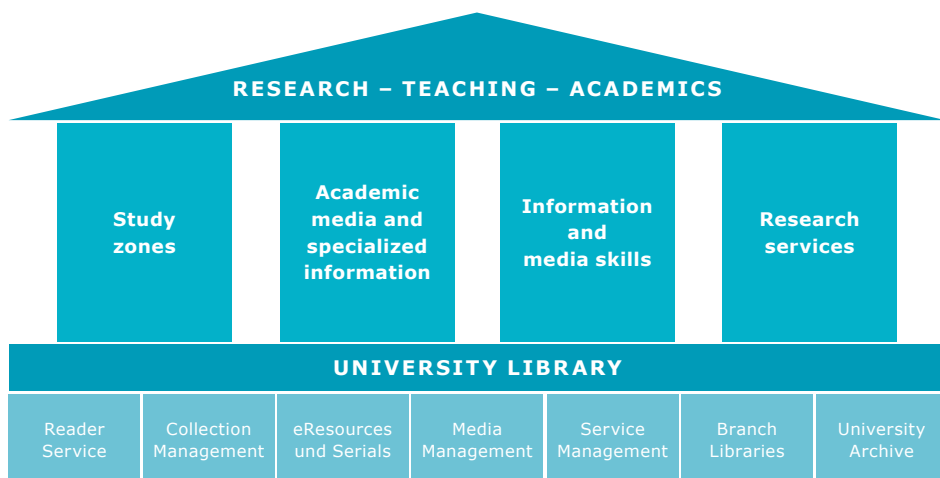 RESEARCH – TEACHING – ACADEMICS
Study
zones
Academic
media and
specialized
information
Information
and
media skills
Research
services
UNIVERSITY LIBRARY
Reader
Service
Collection
Management
eResources
und Serials
Media
Management
Service
Management
Branch
Libraries
University
Archive